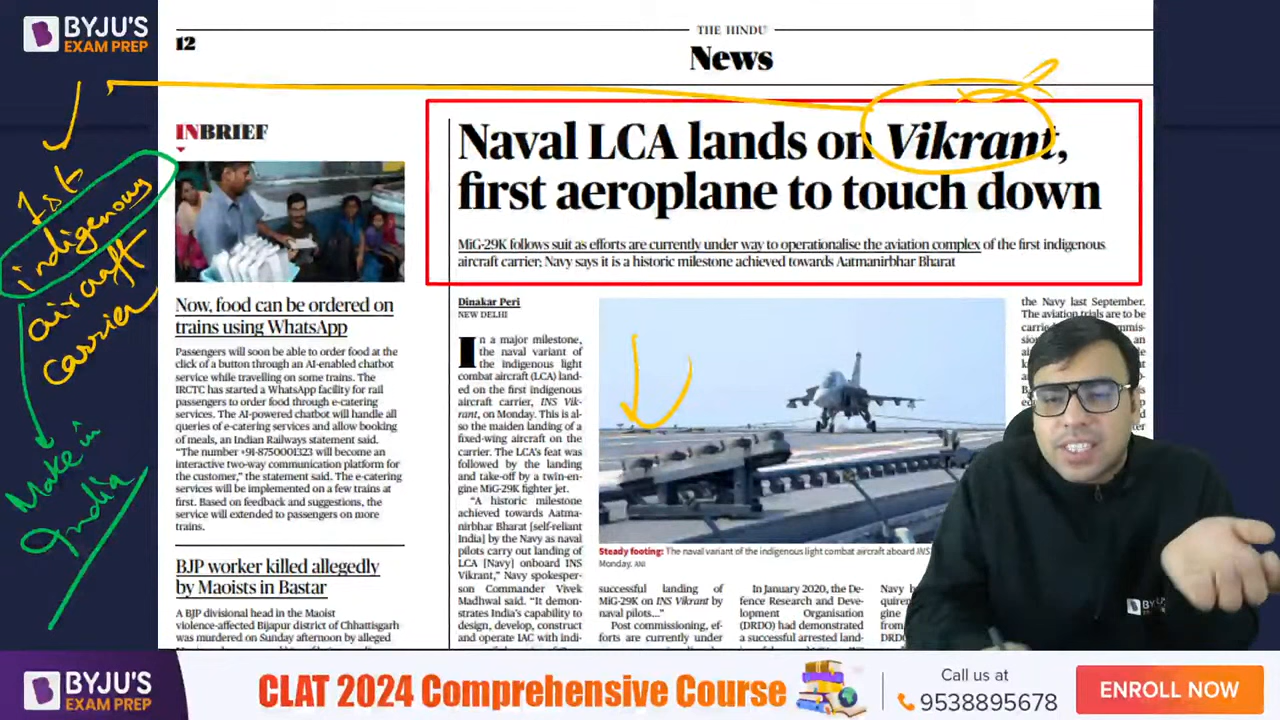 BYJU'S
EXAM PREP
12
THE HINDU
News
1st
indigenous
aircraft
carrier
Make in
India
INBRIEF
Now, food can be ordered on
trains using WhatsApp
Passengers will soon be able to order food at the
click of a button through an AI-enabled chatbot
service while travelling on some trains. The
IRCTC has started a WhatsApp facility for rail
passengers to order food through e-catering
services. The AI-powered chatbot will handle all
queries of e-catering services and allow booking
of meals, an Indian Railways statement said.
"The number +91-8750001323 will become an
interactive two-way communication platform for
the customer," the statement said. The e-catering
services will be implemented on a few trains at
first. Based on feedback and suggestions, the
service will extended to passengers on more
trains.
BJP worker killed allegedly
by Maoists in Bastar
A BJP divisional head in the Maoist
violence-affected Bijapur district of Chhattisgarh
was murdered on Sunday afternoon by alleged
Naval LCA lands on Vikrant,
first aeroplane to touch down
MiG-29K follows suit as efforts are currently under way to operationalise the aviation complex of the first indigenous
aircraft carrier; Navy says it is a historic milestone achieved towards Aatmanirbhar Bharat
Dinakar Peri
NEW DELHI
In a major milestone,
the naval variant of
the indigenous light
combat aircraft (LCA) land-
ed on the first indigenous
aircraft carrier, INS Vik-
rant, on Monday. This is al-
so the maiden landing of a
fixed-wing aircraft on the
carrier. The LCA's feat was
followed by the landing
and take-off by a twin-en-
gine MiG-29K fighter jet.
"A historic milestone
achieved towards Aatma-
nirbhar Bharat [self-reliant
India] by the Navy as naval
pilots carry out landing of
LCA [Navy] onboard INS
Vikrant," Navy spokesper-
son Commander Vivek
Madhwal said. "It demon-
strates India's capability to
design, develop, construct
and operate IAC with indi-
Steady footing: The naval variant of the indigenous light combat aircraft aboard INS
Monday. ANI
successful landing of
MiG-29K on INS Vikrant by
naval pilots..."
Post commissioning, ef-
forts are currently under
In January 2020, the De-
fence Research and Deve-
lopment Organisation
(DRDO) had demonstrated
a successful arrested land-
Navy
gine
from
DRDO
the Navy last September.
The aviation trials are to be
BYJU'S
EXAM PREP
CLAT 2024 Comprehensive Course
Call us at
9538895678
ENROLL NOW